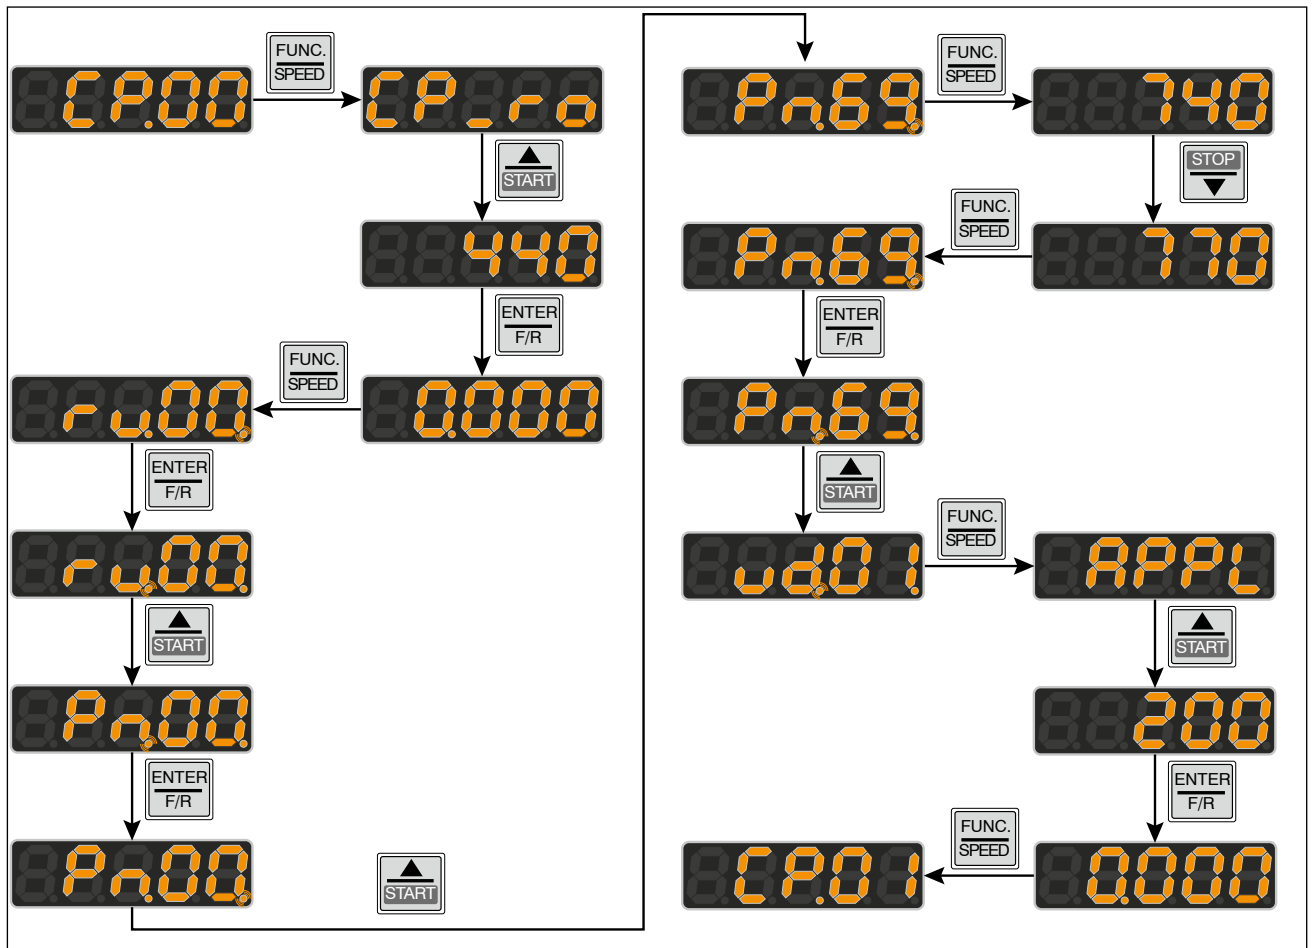 CP.00
FUNC.
SPEED
CP_ro
START
440
ENTER
F/R
0.000
FUNC.
SPEED
ru.00.
ENTER
F/R
ru.00.
START
Pn.00.
ENTER
F/R
Pn.00.
START
Pn.69.
FUNC.
SPEED
740
STOP
770
FUNC.
SPEED
Pn.69.
ENTER
F/R
Pn.69.
START
ud.01.
FUNC.
SPEED
APPL
START
200
ENTER
F/R
0.000
FUNC.
SPEED
CP.01